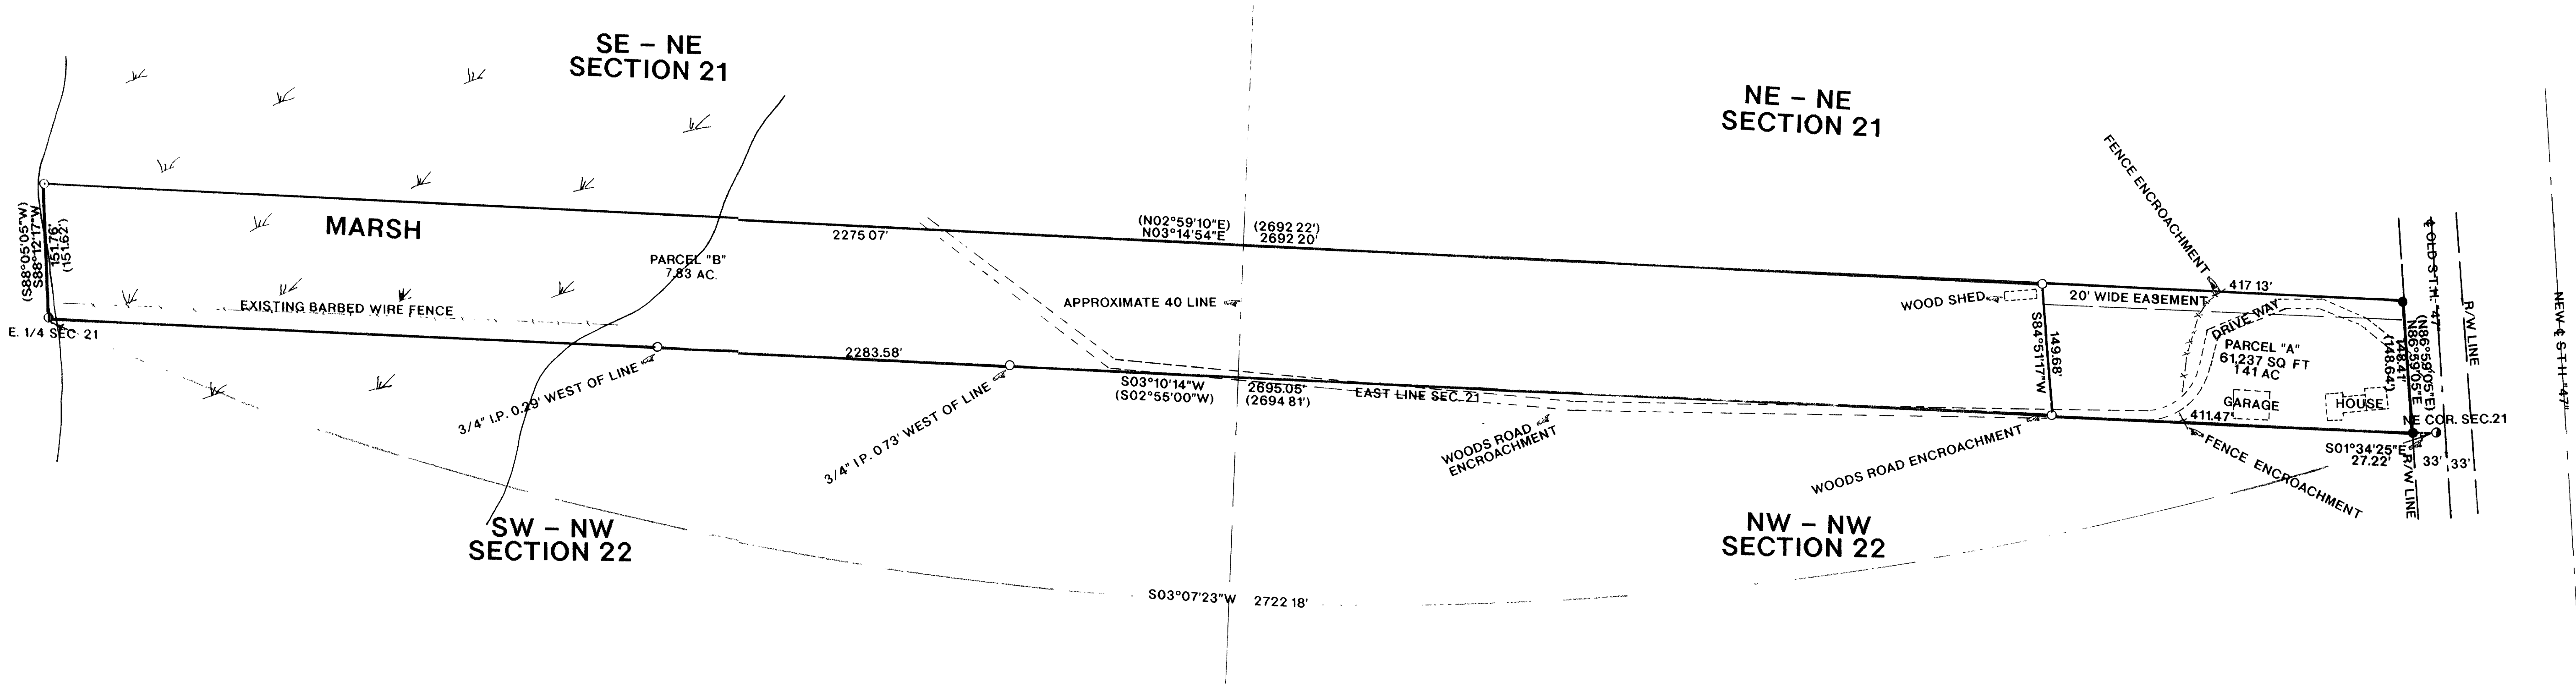 SE – NE
SECTION 21
NE – NE
SECTION 21
FENCE ENCROACHMENT
(S88°05'05"W)
S88°12'17"W
151.76'
(151.62')
MARSH
(N02°59'10"E) (2692 22')
N03°14'54"E 2692 20'
2275 07'
PARCEL "B"
7.83 AC.
APPROXIMATE 40 LINE
EXISTING BARBED WIRE FENCE
E. 1/4 SEC. 21
WOOD SHED
20' WIDE EASEMENT
417 13'
DRIVE WAY
S84°51'17"W
149.68'
PARCEL "A"
61,237 SQ FT
1 41 AC
GARAGE
HOUSE
411.47'
148.41'
(148.64')
N86°59'05"E
(N86°59'05"E)
℄ OLD S.T.H. "47"
R/W LINE
NEW ℄ S T H "47"
NE COR. SEC.21
S01°34'25"E
27.22'
33' 33'
R/W LINE
2283.58'
3/4" I.P. 0.29' WEST OF LINE
3/4" I P. 0.73' WEST OF LINE
S03°10'14"W 2695.05'
(S02°55'00"W) (2694 81')
EAST LINE SEC. 21
WOODS ROAD
ENCROACHMENT
WOODS ROAD ENCROACHMENT
FENCE ENCROACHMENT
SW – NW
SECTION 22
NW – NW
SECTION 22
S03°07'23"W 2722 18'